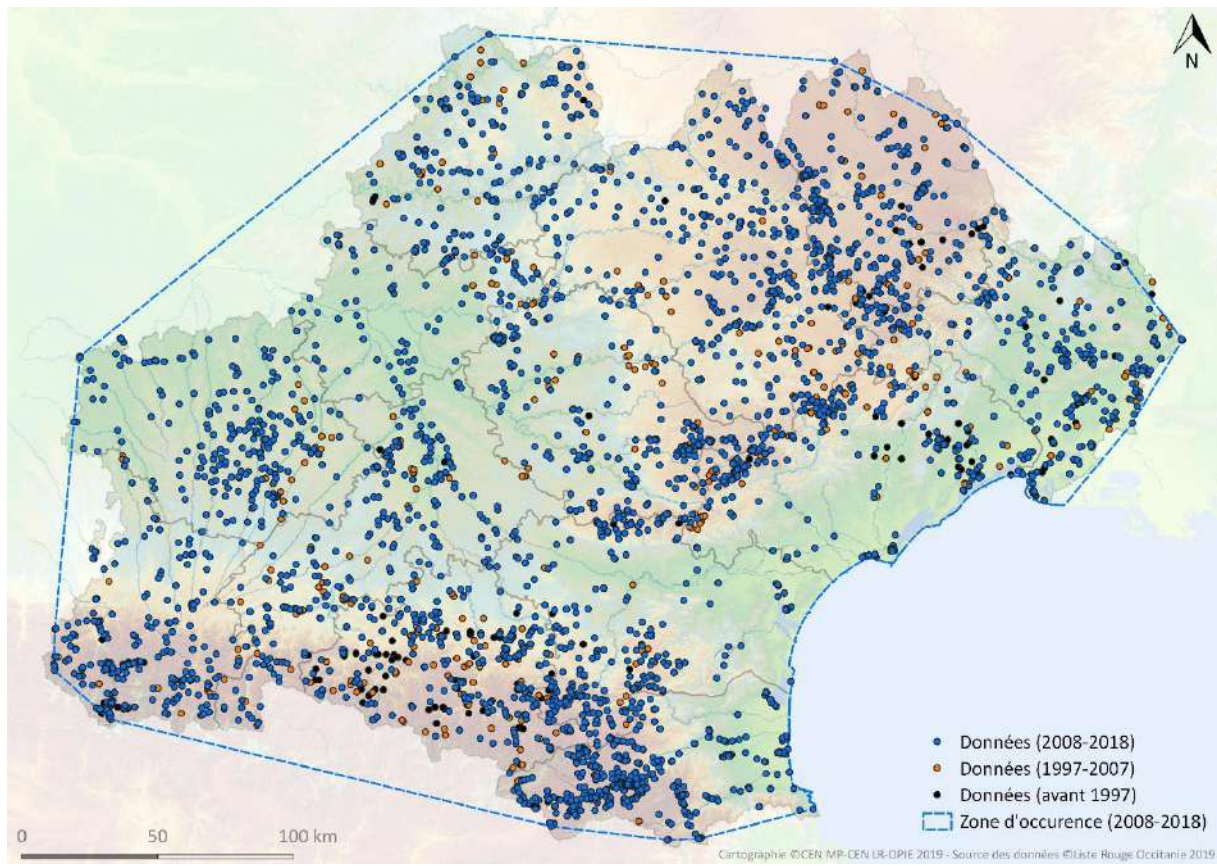 N
Données (2008-2018)
Données (1997-2007)
Données (avant 1997)
Zone d'occurence (2008-2018)
0 50 100 km
Cartographie ©CEN MP-CEN LR-OPIE 2019 - Source des données ©Liste Rouge Occitanie 2019